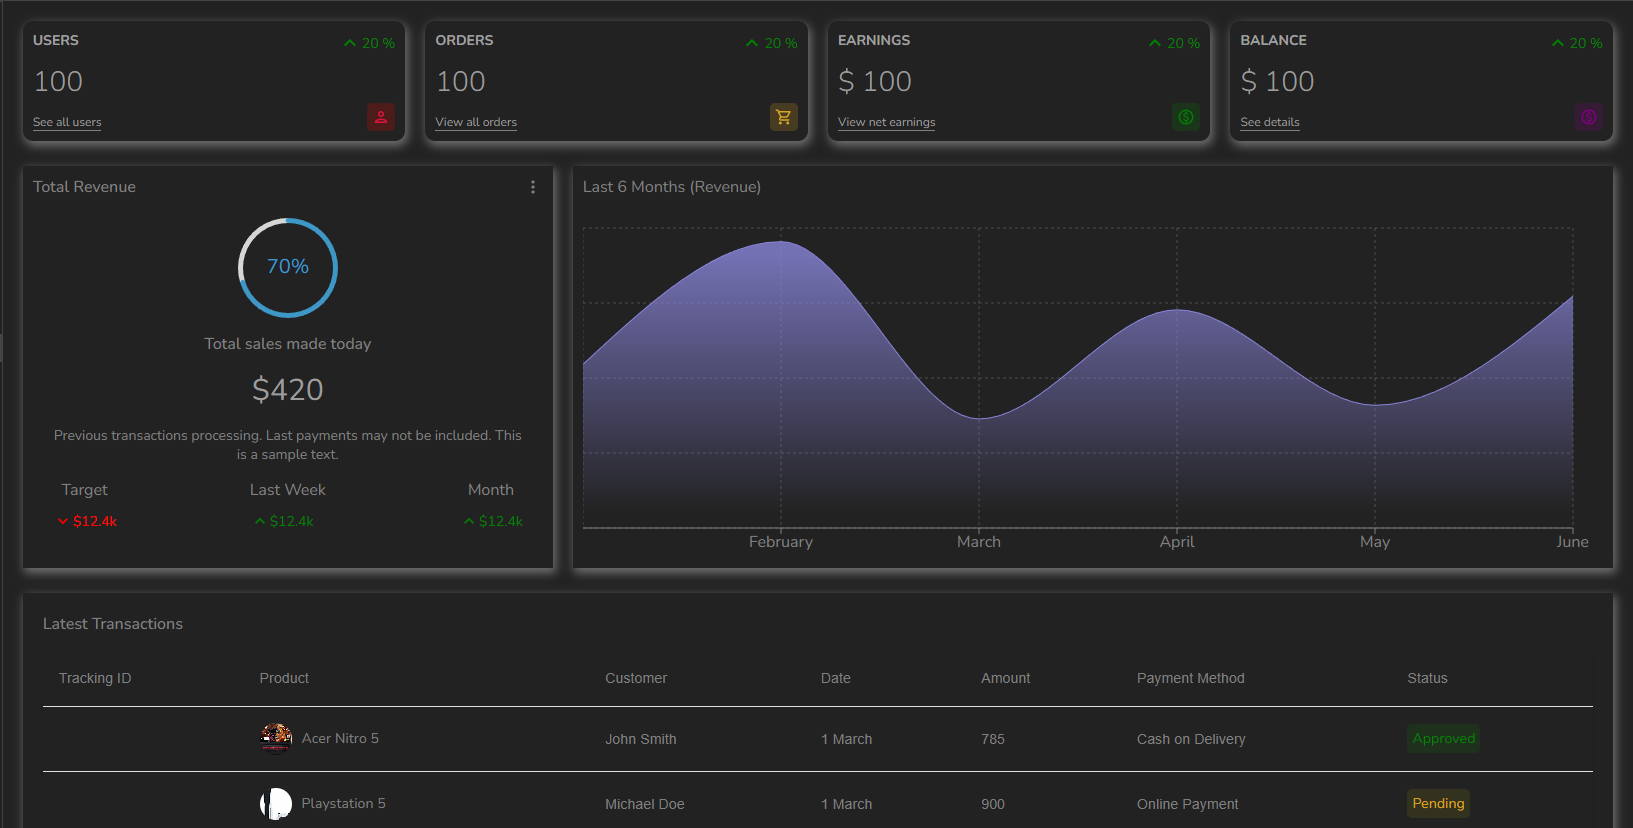 USERS
20 %
100
See all users
ORDERS
20 %
100
View all orders
EARNINGS
20 %
$ 100
View net earnings
BALANCE
20 %
$ 100
See details
Total Revenue
70%
Total sales made today
$420
Previous transactions processing. Last payments may not be included. This
is a sample text.
Target Last Week Month
$12.4k $12.4k $12.4k
Last 6 Months (Revenue)
February March April May June
Latest Transactions
Tracking ID Product Customer Date Amount Payment Method Status
Acer Nitro 5 John Smith 1 March 785 Cash on Delivery Approved
Playstation 5 Michael Doe 1 March 900 Online Payment Pending